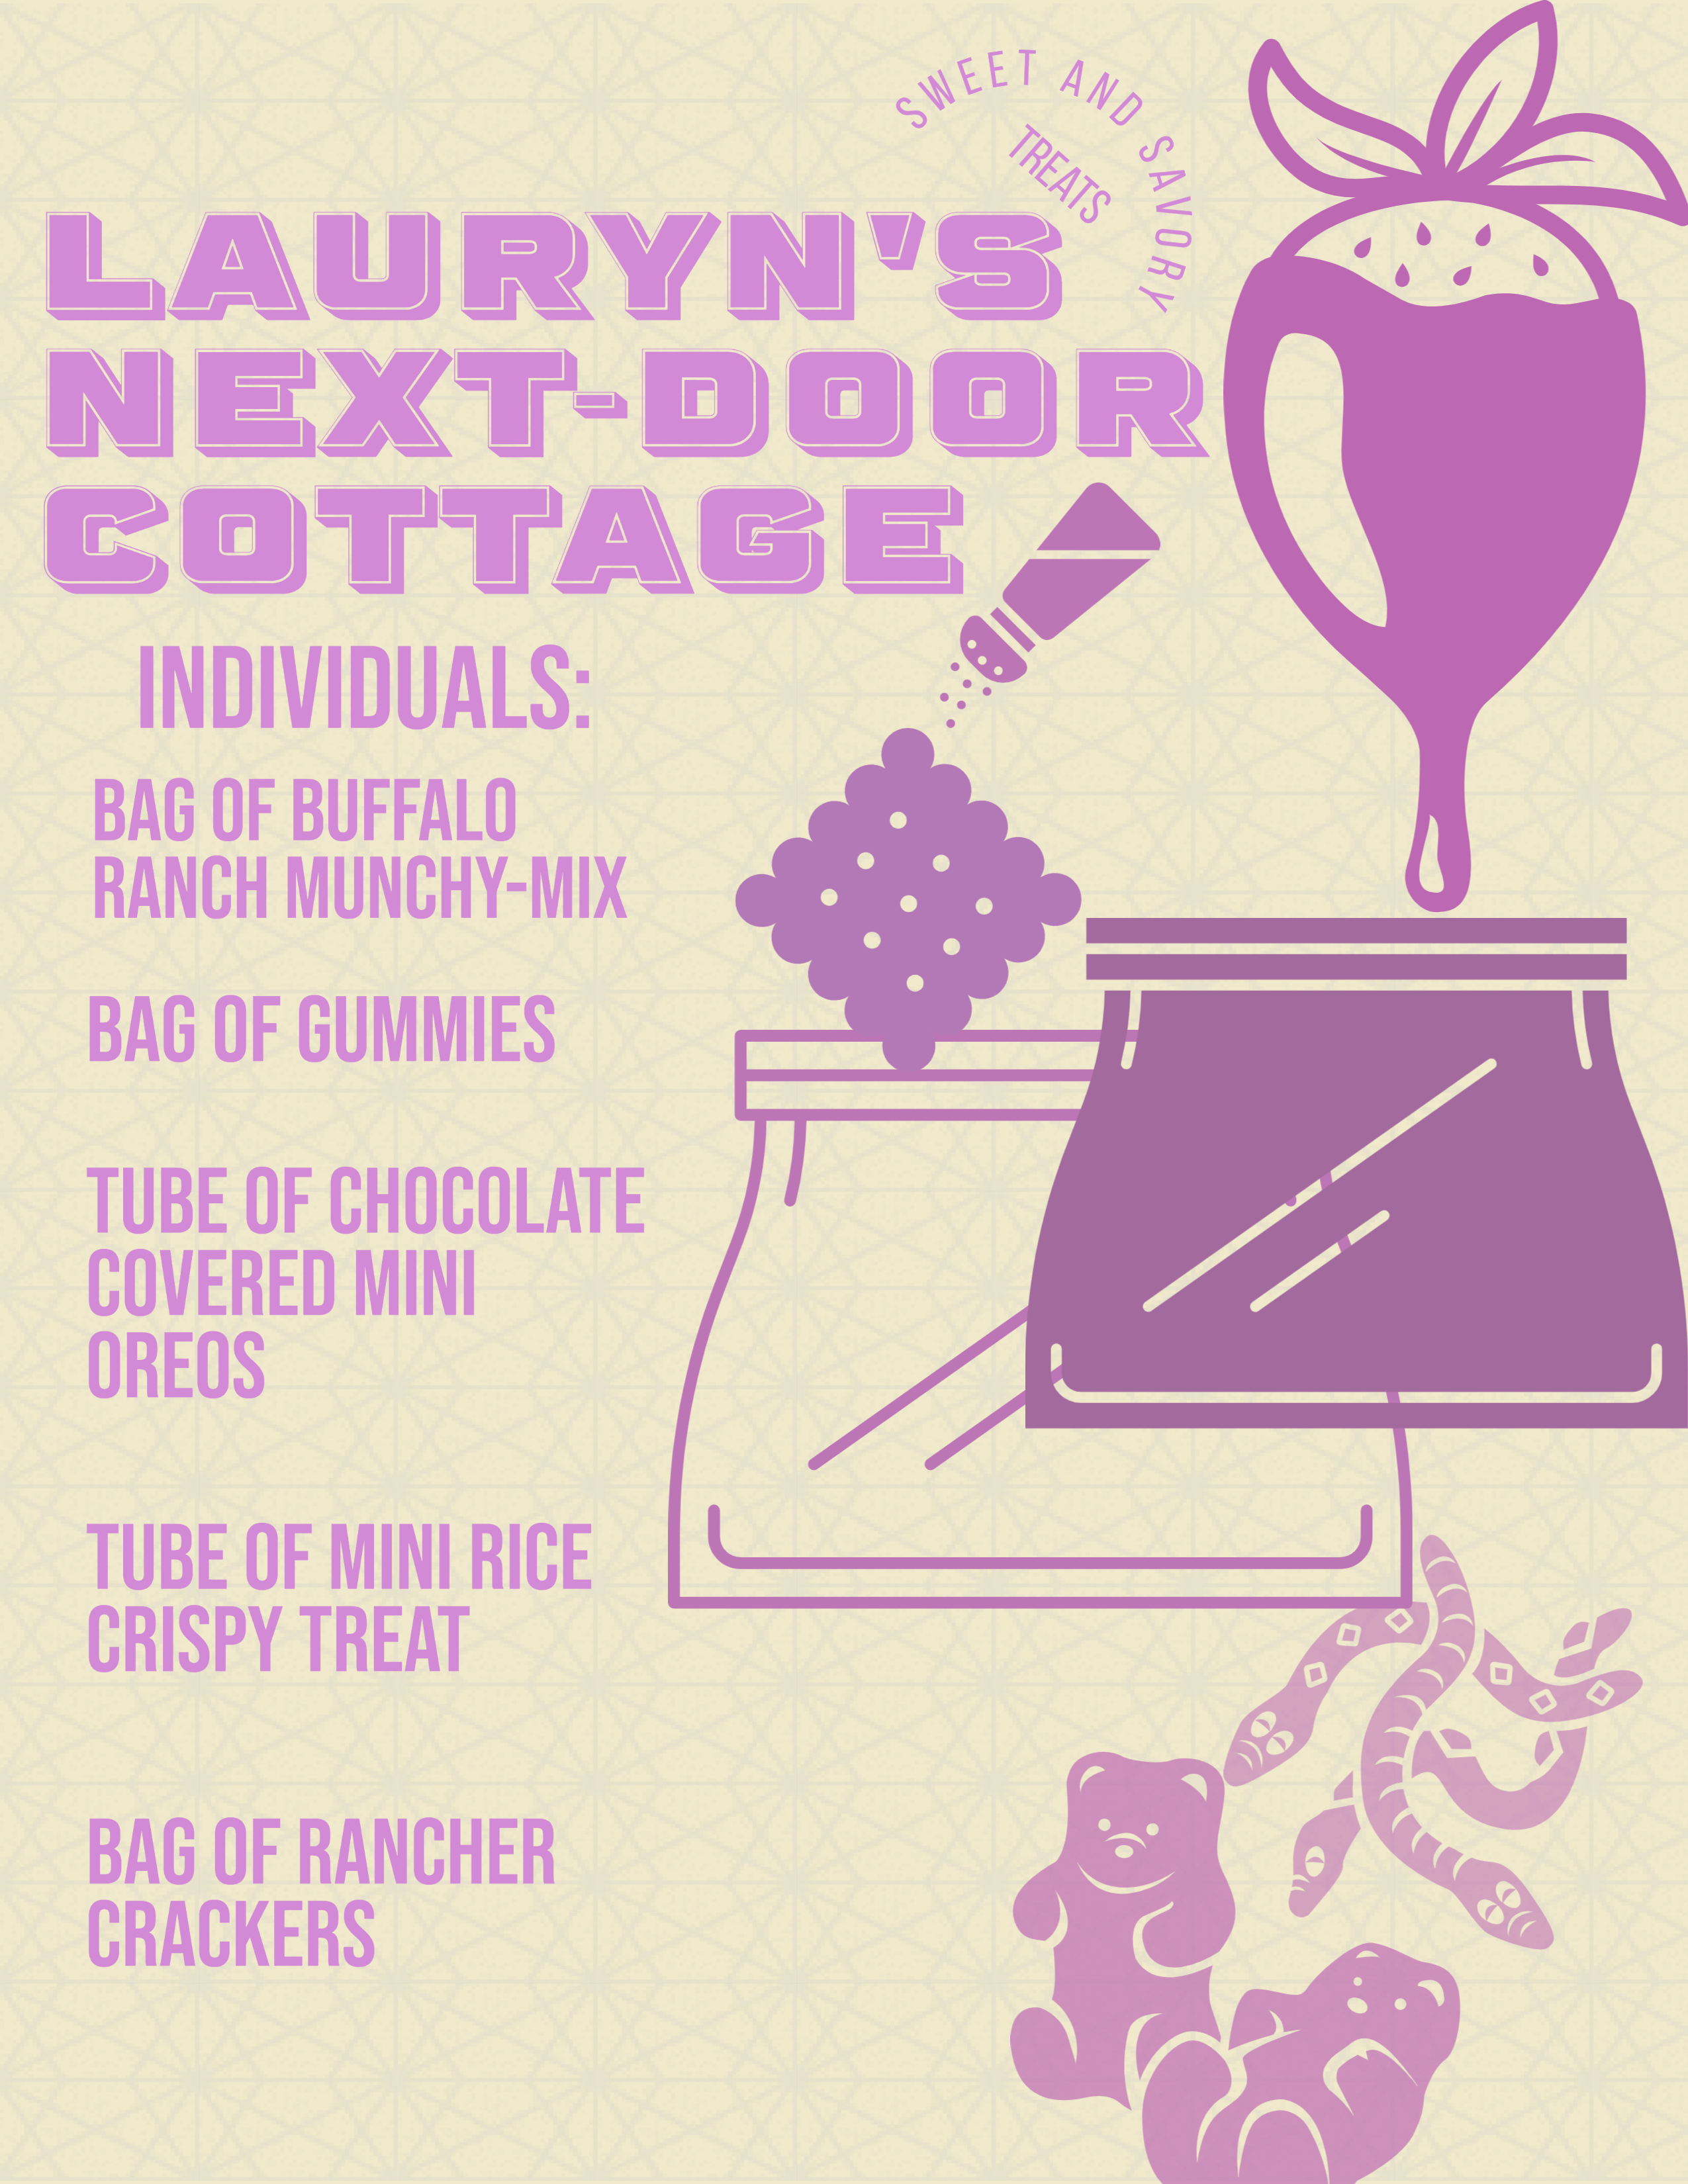 SWEET AND SAVORY
TREATS
LAURYN'S
NEXT-DOOR
COTTAGE
INDIVIDUALS:
BAG OF BUFFALO
RANCH MUNCHY-MIX
BAG OF GUMMIES
TUBE OF CHOCOLATE
COVERED MINI
OREOS
TUBE OF MINI RICE
CRISPY TREAT
BAG OF RANCHER
CRACKERS